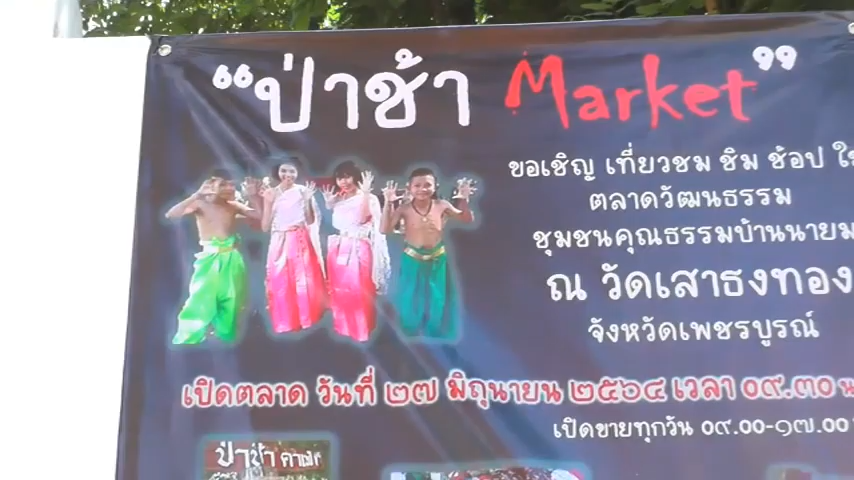 “ป่าช้า Market”
ขอเชิญ เที่ยวชม ชิม ช้อป
ตลาดวัฒนธรรม
ชุมชนคุณธรรมบ้านนายม
ณ วัดเสาธงทอง
จังหวัดเพชรบูรณ์
เปิดตลาด วันที่ ๒๗ มิถุนายน ๒๕๖๔ เวลา ๐๙.๓๐
เปิดขายทุกวัน ๐๙.๐๐-๑๗.๐๐
ป่าช้า